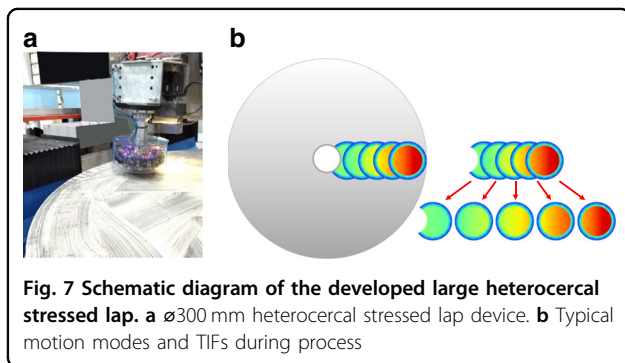 a
b
Fig. 7 Schematic diagram of the developed large heterocercal
stressed lap. a ø300 mm heterocercal stressed lap device. b Typical
motion modes and TIFs during process